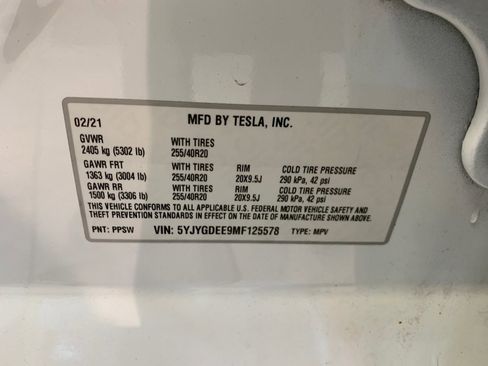 02/21 MFD BY TESLA, INC.
GVWR WITH TIRES
2405 kg (5302 lb) 255/40R20
GAWR FRT WITH TIRES RIM COLD TIRE PRESSURE
1363 kg (3004 lb) 255/40R20 20X9.5J 290 kPa, 42 psi
GAWR RR WITH TIRES RIM COLD TIRE PRESSURE
1500 kg (3306 lb) 255/40R20 20X9.5J 290 kPa, 42 psi
THIS VEHICLE CONFORMS TO ALL APPLICABLE U.S. FEDERAL MOTOR VEHICLE SAFETY AND
THEFT PREVENTION STANDARDS IN EFFECT ON THE DATE OF MANUFACTURE SHOWN ABOVE.
PNT: PPSW VIN: 5YJYGDEE9MF125578 TYPE: MPV